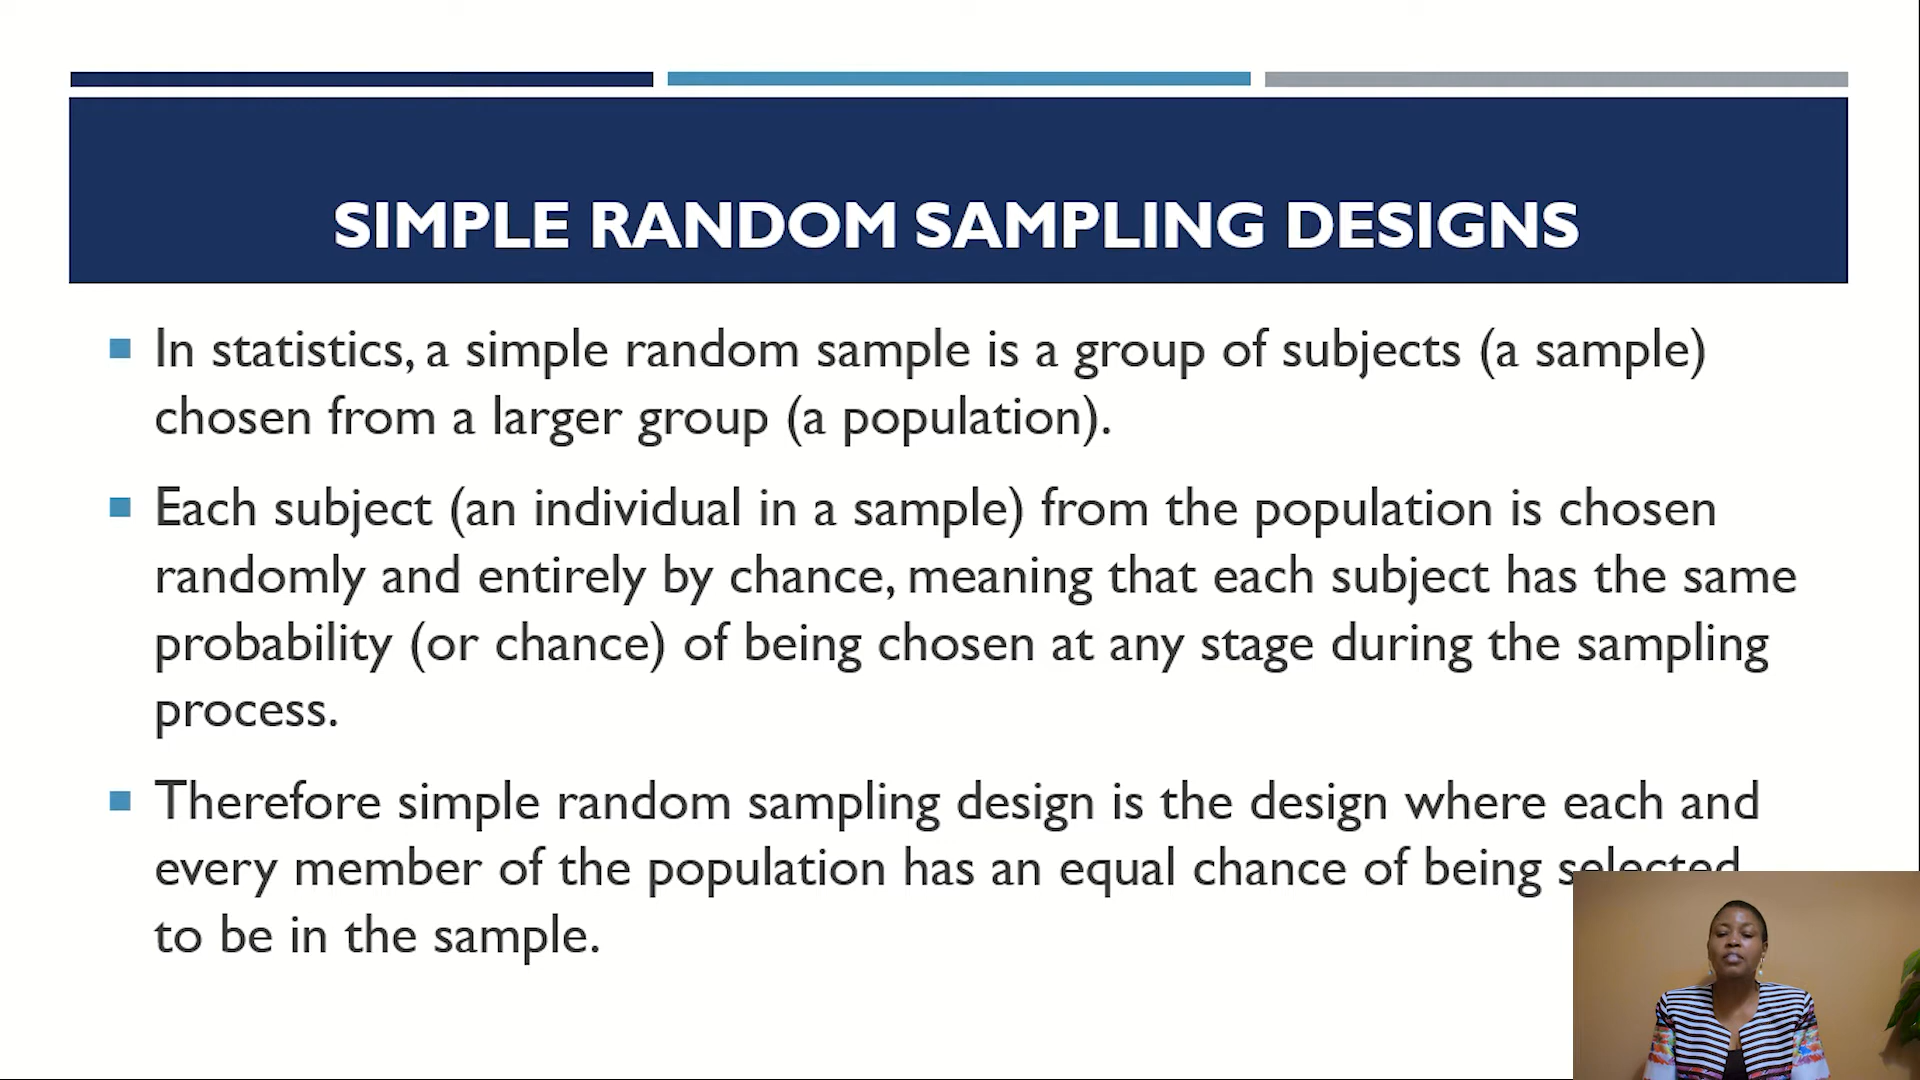 SIMPLE RANDOM SAMPLING DESIGNS
In statistics, a simple random sample is a group of subjects (a sample)
chosen from a larger group (a population).
Each subject (an individual in a sample) from the population is chosen
randomly and entirely by chance, meaning that each subject has the same
probability (or chance) of being chosen at any stage during the sampling
process.
Therefore simple random sampling design is the design where each and
every member of the population has an equal chance of being selected
to be in the sample.